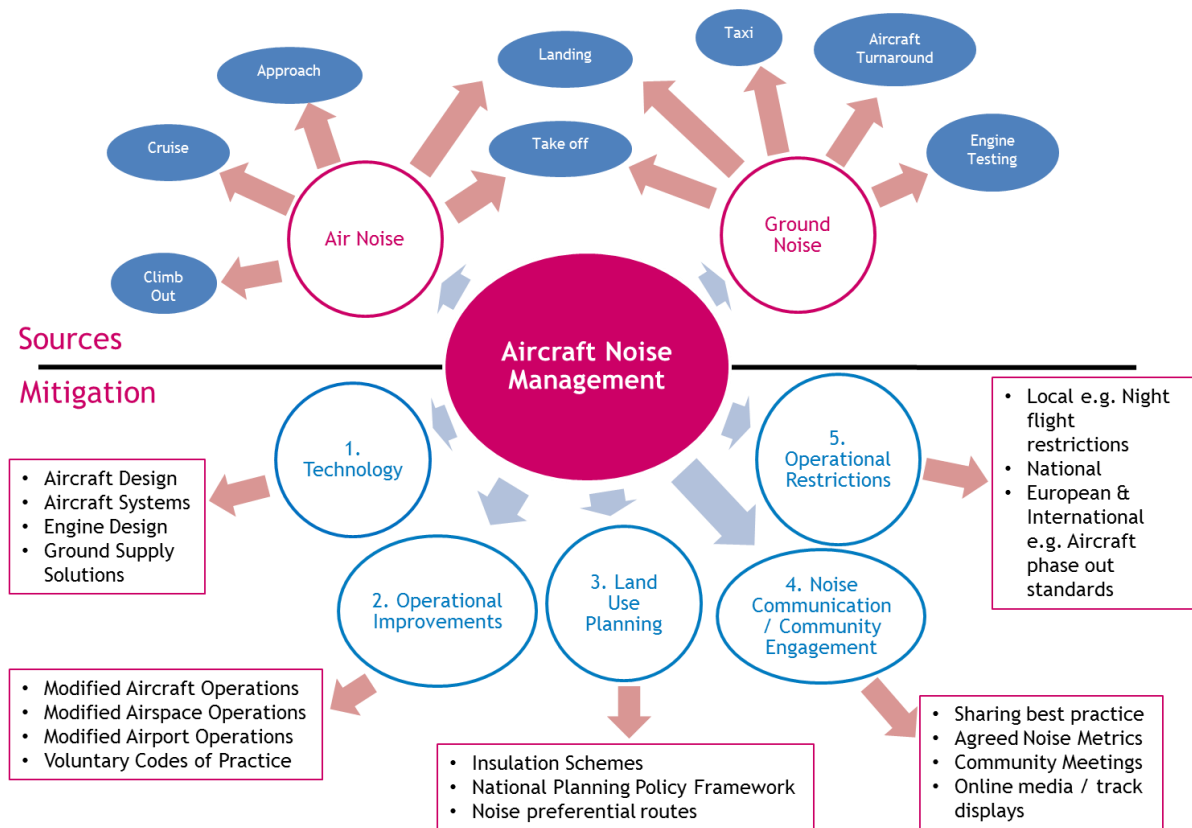 Taxi
Aircraft
Turnaround
Landing
Approach
Cruise
Take off
Engine
Testing
Air Noise
Ground
Noise
Climb
Out
Sources
Aircraft Noise
Management
Mitigation
1.
Technology
5.
Operational
Restrictions
• Local e.g. Night
flight
restrictions
• National
• European &
International
e.g. Aircraft
phase out
standards
• Aircraft Design
• Aircraft Systems
• Engine Design
• Ground Supply
Solutions
2. Operational
Improvements
3. Land
Use
Planning
4. Noise
Communication
/ Community
Engagement
• Modified Aircraft Operations
• Modified Airspace Operations
• Modified Airport Operations
• Voluntary Codes of Practice
• Insulation Schemes
• National Planning Policy Framework
• Noise preferential routes
• Sharing best practice
• Agreed Noise Metrics
• Community Meetings
• Online media / track
displays